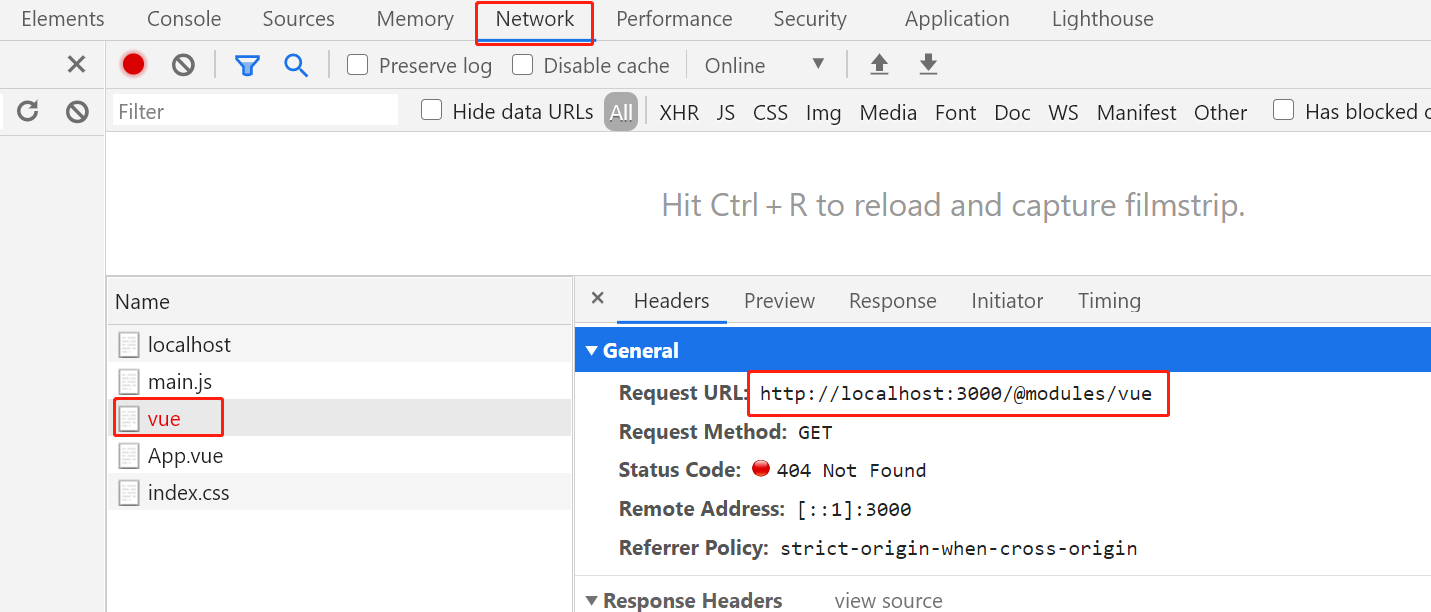 Elements Console Sources Memory Network Performance Security Application Lighthouse
Preserve log Disable cache Online
Filter Hide data URLs All XHR JS CSS Img Media Font Doc WS Manifest Other Has blocked c
Hit Ctrl + R to reload and capture filmstrip.
Name
Headers Preview Response Initiator Timing
localhost
General
main.js
Request URL: http://localhost:3000/@modules/vue
vue
Request Method: GET
App.vue
Status Code: 404 Not Found
index.css
Remote Address: [::1]:3000
Referrer Policy: strict-origin-when-cross-origin
Response Headers view source